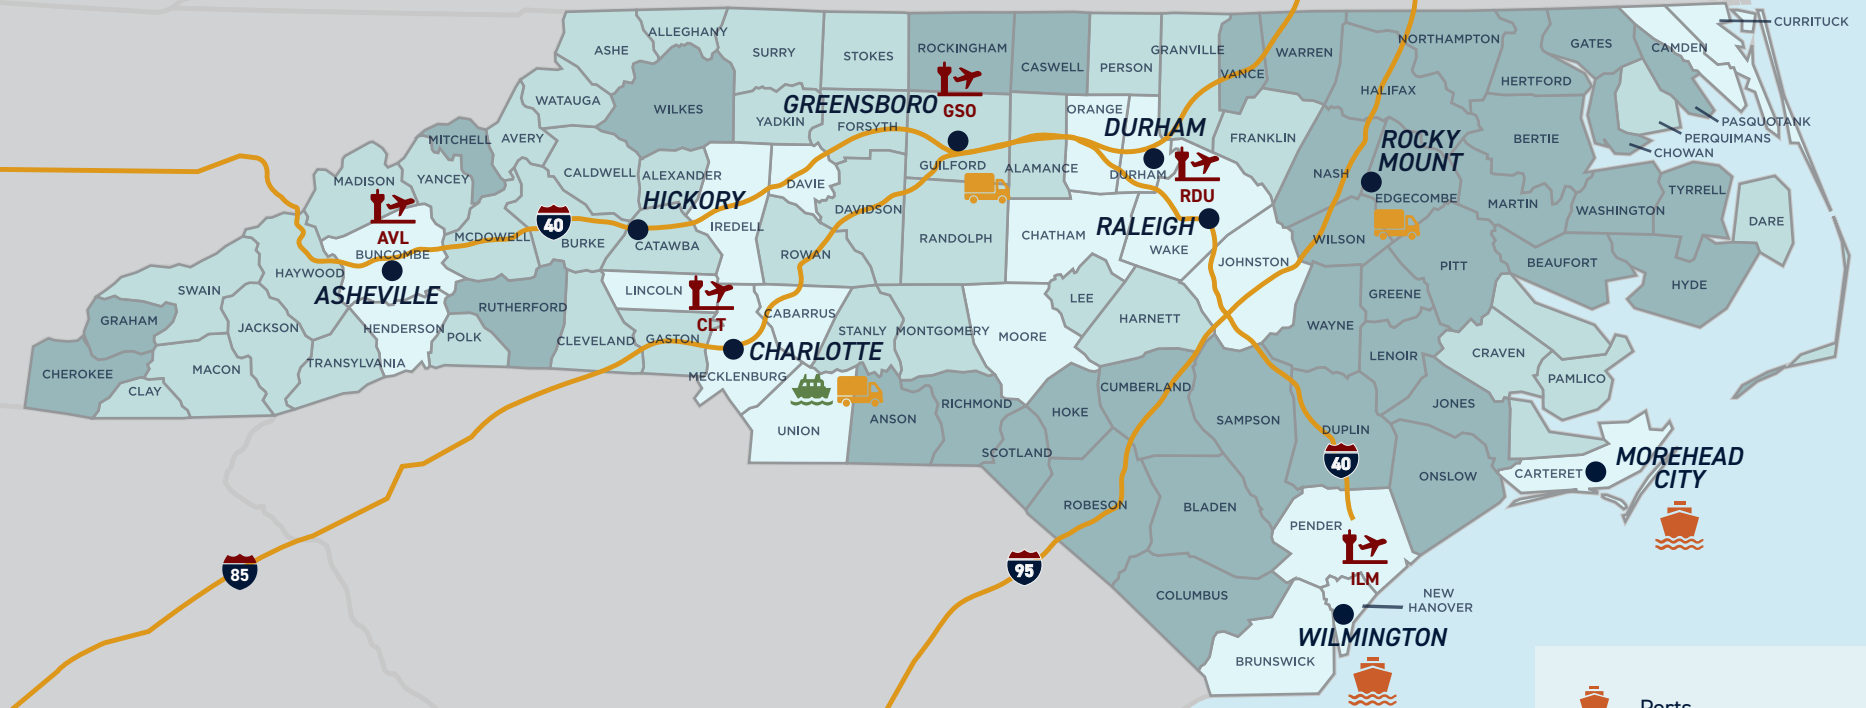 ALLEGHANY
ASHE
SURRY
STOKES
ROCKINGHAM
CASWELL
PERSON
GRANVILLE
VANCE
WARREN
NORTHAMPTON
GATES
CAMDEN
CURRITUCK
HERTFORD
HALIFAX
WATAUGA
WILKES
YADKIN
FORSYTH
GREENSBORO
GSO
ORANGE
DURHAM
FRANKLIN
ROCKY
MOUNT
BERTIE
PASQUOTANK
PERQUIMANS
CHOWAN
MITCHELL
AVERY
YANCEY
MADISON
CALDWELL
ALEXANDER
DAVIE
GUILFORD
ALAMANCE
DURHAM
RDU
NASH
EDGECOMBE
MARTIN
WASHINGTON
TYRRELL
DARE
HICKORY
IREDELL
DAVIDSON
RANDOLPH
CHATHAM
RALEIGH
WAKE
JOHNSTON
WILSON
PITT
BEAUFORT
HYDE
AVL
BUNCOMBE
MCDOWELL
40
BURKE
CATAWBA
ROWAN
HAYWOOD
ASHEVILLE
SWAIN
GRAHAM
JACKSON
HENDERSON
RUTHERFORD
LINCOLN
CLT
CABARRUS
STANLY
MONTGOMERY
MOORE
LEE
HARNETT
WAYNE
GREENE
LENOIR
CRAVEN
PAMLICO
CHEROKEE
CLAY
MACON
TRANSYLVANIA
POLK
CLEVELAND
GASTON
CHARLOTTE
MECKLENBURG
UNION
ANSON
RICHMOND
SCOTLAND
HOKE
CUMBERLAND
SAMPSON
DUPLIN
40
JONES
ONSLOW
CARTERET
MOREHEAD
CITY
ROBESON
BLADEN
PENDER
ILM
85
95
COLUMBUS
NEW
HANOVER
WILMINGTON
BRUNSWICK
Ports